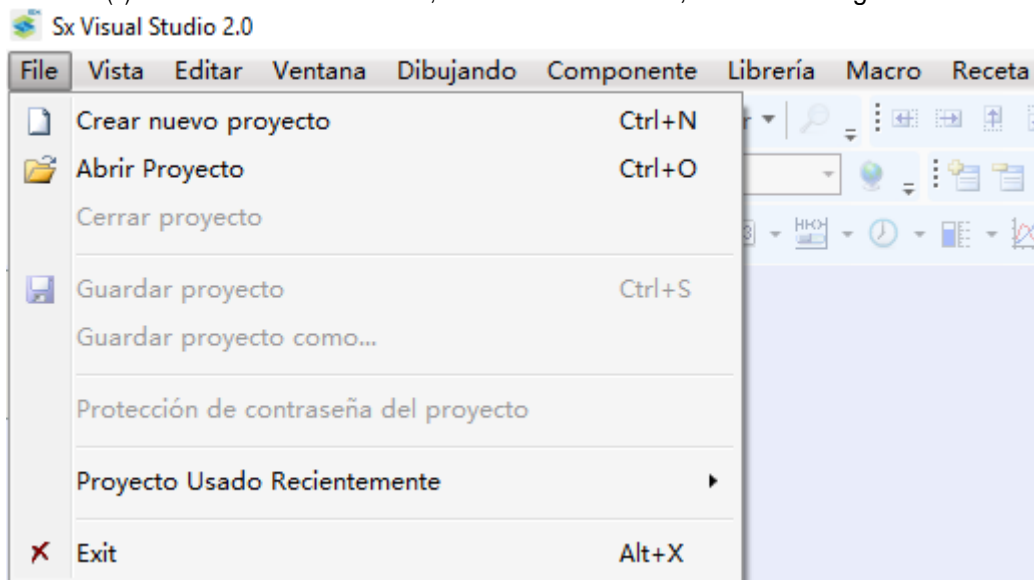 Sx Visual Studio 2.0
File Vista Editar Ventana Dibujando Componente Librería Macro Receta
Crear nuevo proyecto Ctrl+N
Abrir Proyecto Ctrl+O
Cerrar proyecto
Guardar proyecto Ctrl+S
Guardar proyecto como...
Protección de contraseña del proyecto
Proyecto Usado Recientemente
Exit Alt+X